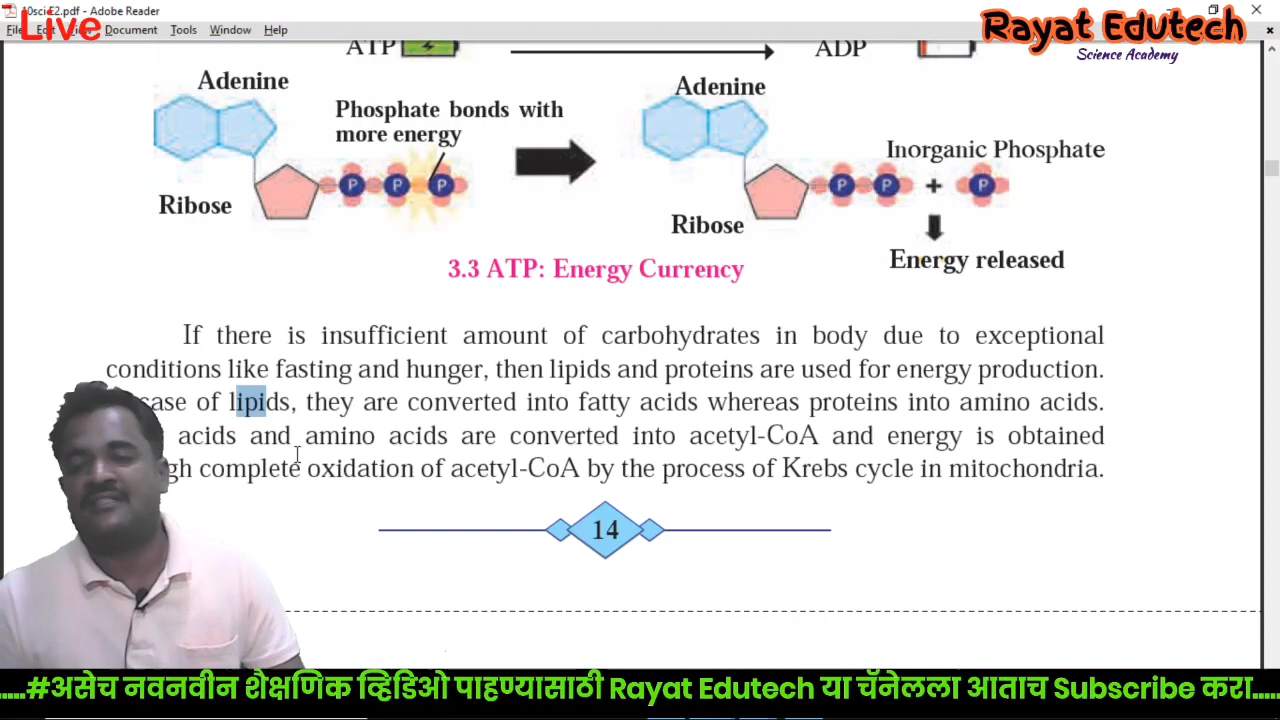 10sciE2.pdf - Adobe Reader
Live
File Edit View Document Tools Window Help
Rayat Edutech
Science Academy
ATP ADP
Adenine Adenine
Phosphate bonds with
more energy
Inorganic Phosphate
P P P P P + P
Ribose Ribose
Energy released
3.3 ATP: Energy Currency
If there is insufficient amount of carbohydrates in body due to exceptional
conditions like fasting and hunger, then lipids and proteins are used for energy production.
case of lipids, they are converted into fatty acids whereas proteins into amino acids.
acids and amino acids are converted into acetyl-CoA and energy is obtained
gh complete oxidation of acetyl-CoA by the process of Krebs cycle in mitochondria.
14
.....#असेच नवनवीन शैक्षणिक व्हिडिओ पाहण्यासाठी Rayat Edutech या चॅनेलला आताच Subscribe करा.....